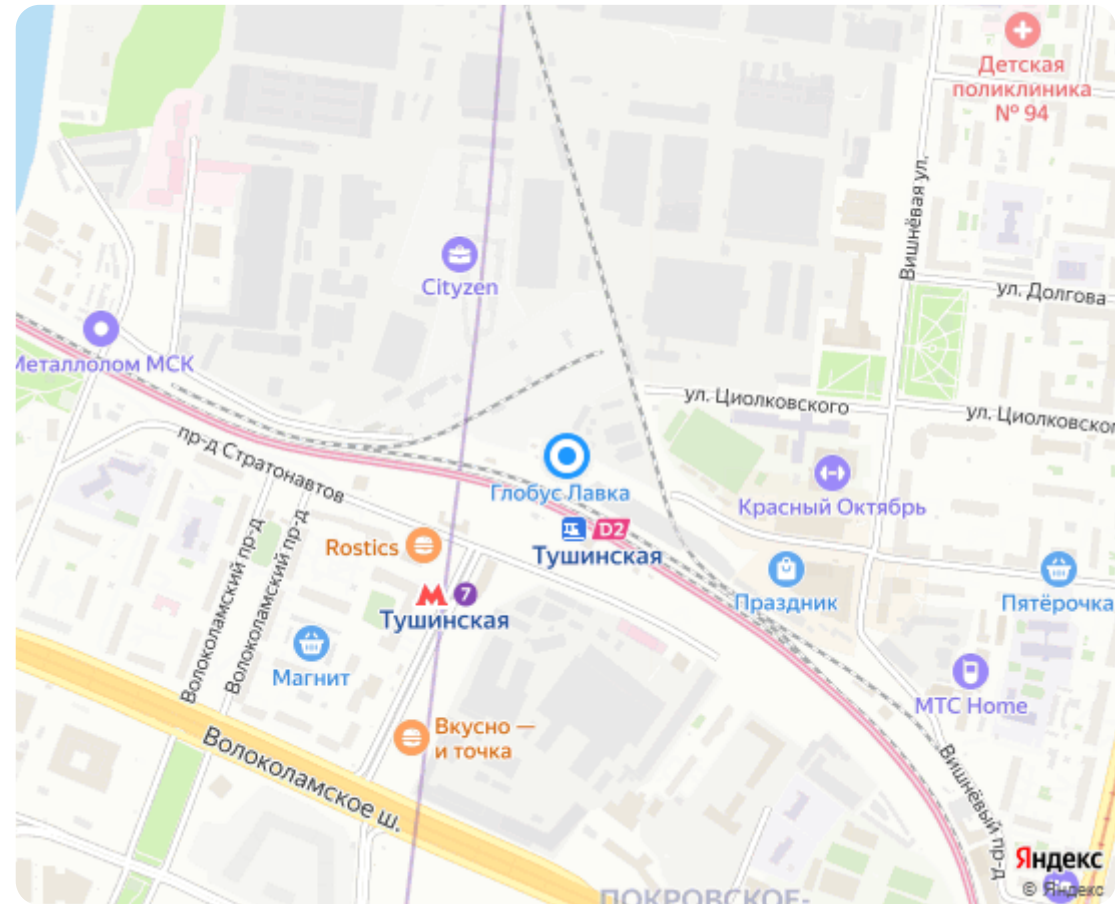 Детская
поликлиника
№ 94
Вишнёвая ул.
Cityzen
ул. Долгова
Металлолом МСК
ул. Циолковского
ул. Циолковског
пр-д Стратонавтов
Глобус Лавка
Красный Октябрь
D2
Тушинская
Rostics
7
Тушинская
Праздник
Пятёрочка
Волоколамский пр-д
Волоколамский пр-д
Магнит
МТС Home
Вкусно —
и точка
Волоколамское ш.
Вишнёвый пр-д
Яндекс
© Яндекс
ПОКРОВСКОЕ-